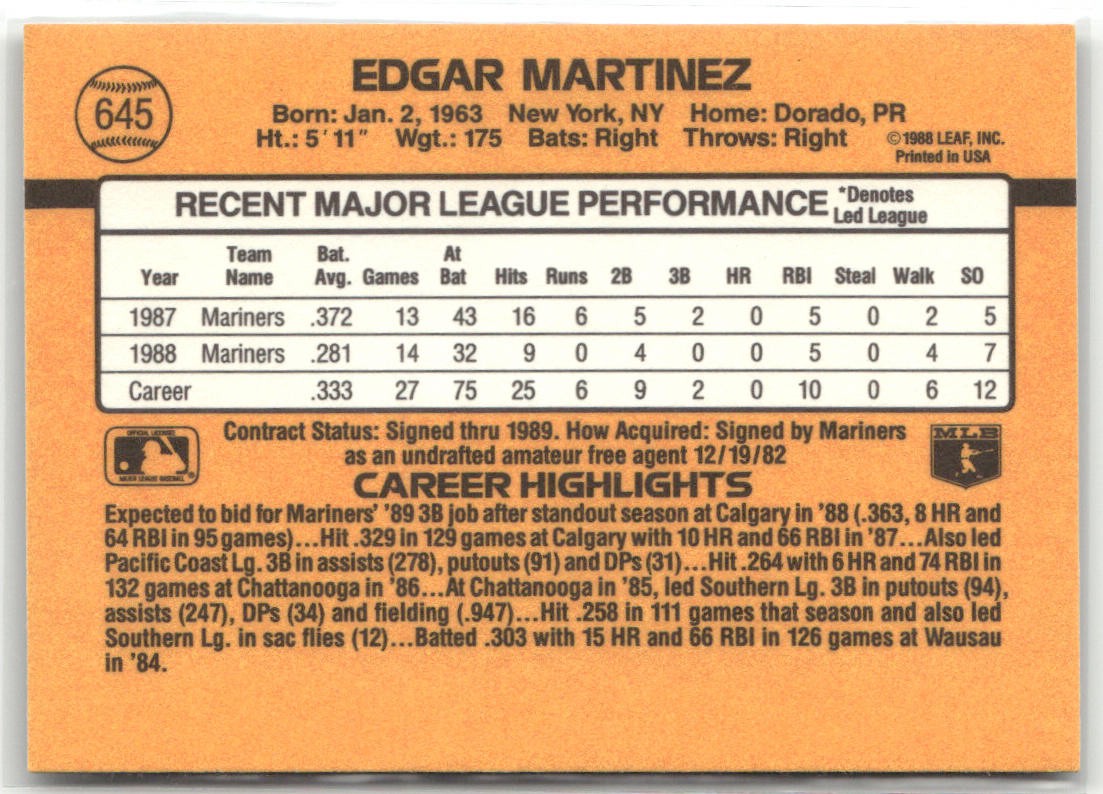 645
EDGAR MARTINEZ
Born: Jan. 2, 1963 New York, NY Home: Dorado, PR
Ht.: 5'11" Wgt.: 175 Bats: Right Throws: Right
©1988 LEAF, INC.
Printed in USA
RECENT MAJOR LEAGUE PERFORMANCE *Denotes Led League
Year Team Name Bat. Avg. Games At Bat Hits Runs 2B 3B HR RBI Steal Walk SO
1987 Mariners .372 13 43 16 6 5 2 0 5 0 2 5
1988 Mariners .281 14 32 9 0 4 0 0 5 0 4 7
Career .333 27 75 25 6 9 2 0 10 0 6 12
OFFICIAL LICENSEE
MAJOR LEAGUE BASEBALL
MLB
Contract Status: Signed thru 1989. How Acquired: Signed by Mariners
as an undrafted amateur free agent 12/19/82
CAREER HIGHLIGHTS
Expected to bid for Mariners' '89 3B job after standout season at Calgary in '88 (.363, 8 HR and
64 RBI in 95 games)...Hit .329 in 129 games at Calgary with 10 HR and 66 RBI in '87...Also led
Pacific Coast Lg. 3B in assists (278), putouts (91) and DPs (31)...Hit .264 with 6 HR and 74 RBI in
132 games at Chattanooga in '86...At Chattanooga in '85, led Southern Lg. 3B in putouts (94),
assists (247), DPs (34) and fielding (.947)...Hit .258 in 111 games that season and also led
Southern Lg. in sac flies (12)...Batted .303 with 15 HR and 66 RBI in 126 games at Wausau
in '84.